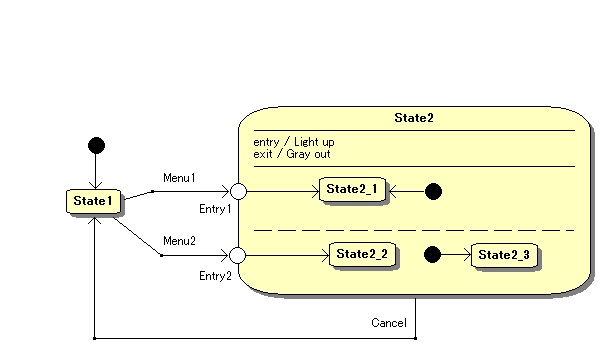 State2
entry / Light up
exit / Gray out
Menu1
State2_1
State1
Entry1
Menu2
State2_2
State2_3
Entry2
Cancel